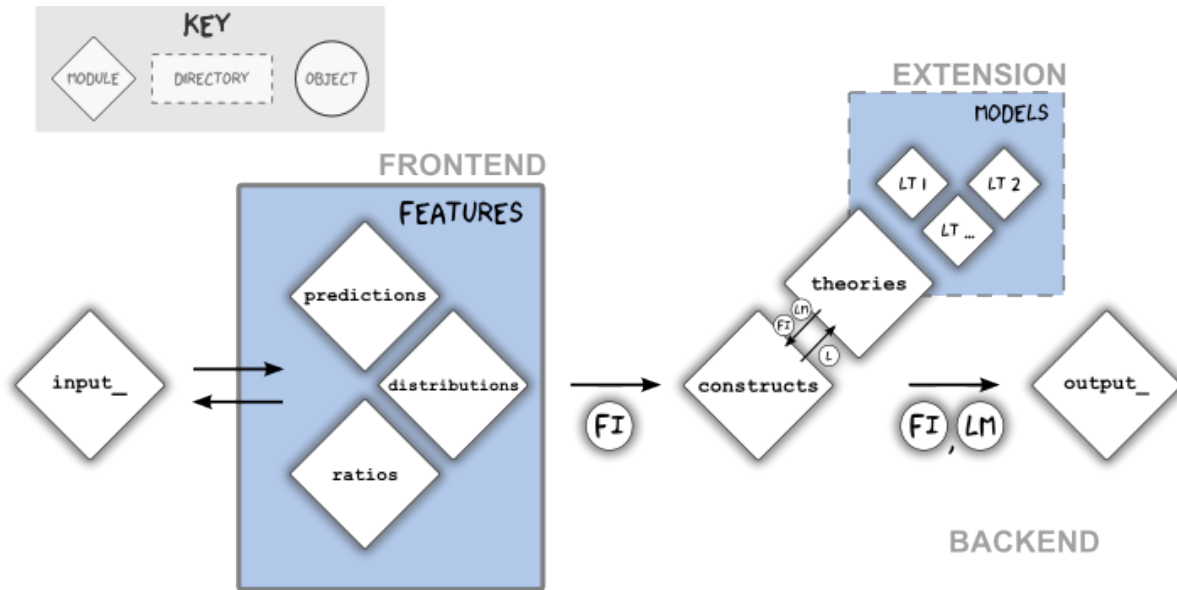 KEY
MODULE
DIRECTORY
OBJECT
EXTENSION
MODELS
LT 1
LT 2
LT ...
FRONTEND
FEATURES
predictions
distributions
ratios
input_
theories
LM
FI
L
constructs
FI
FI, LM
output_
BACKEND